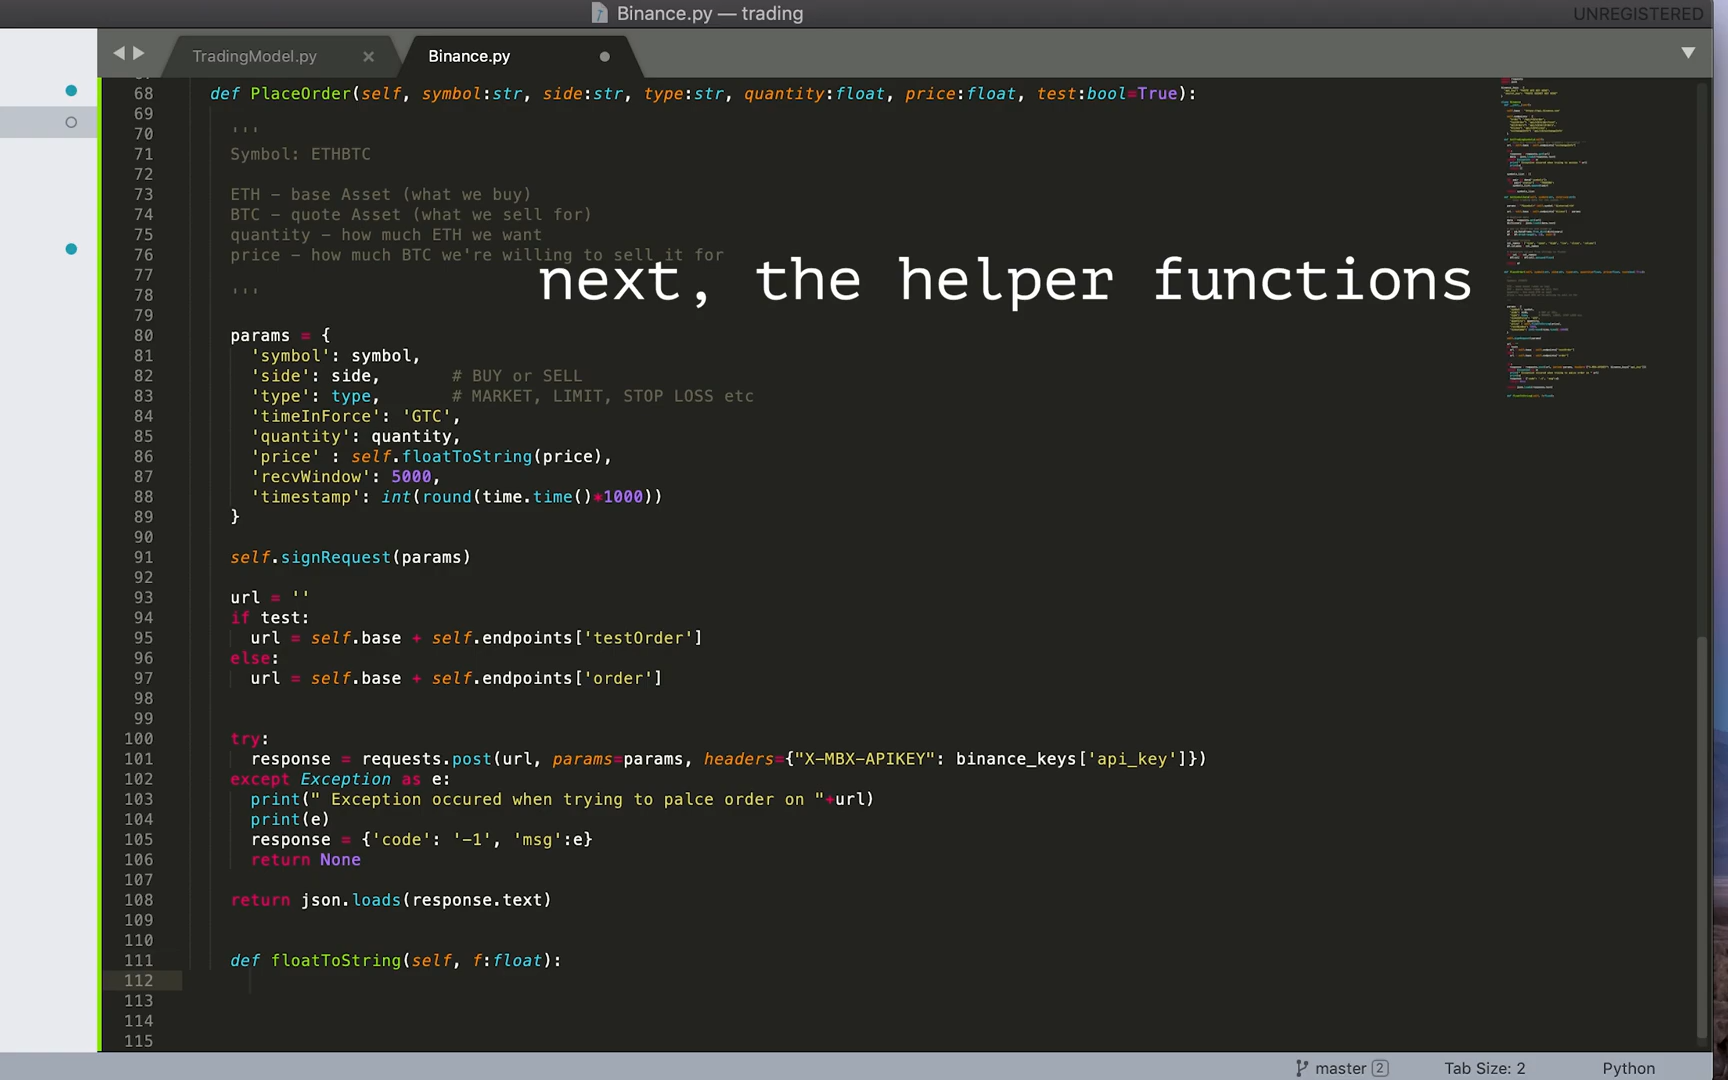 Binance.py — trading
UNREGISTERED
TradingModel.py
Binance.py
68 def PlaceOrder(self, symbol:str, side:str, type:str, quantity:float, price:float, test:bool=True):
69
70 '''
71 Symbol: ETHBTC
72
73 ETH – base Asset (what we buy)
74 BTC – quote Asset (what we sell for)
75 quantity – how much ETH we want
76 price – how much BTC we're willing to sell it for
next, the helper functions
77
78 '''
79
80 params = {
81 'symbol': symbol,
82 'side': side, # BUY or SELL
83 'type': type, # MARKET, LIMIT, STOP LOSS etc
84 'timeInForce': 'GTC',
85 'quantity': quantity,
86 'price' : self.floatToString(price),
87 'recvWindow': 5000,
88 'timestamp': int(round(time.time()*1000))
89 }
90
91 self.signRequest(params)
92
93 url = ''
94 if test:
95 url = self.base + self.endpoints['testOrder']
96 else:
97 url = self.base + self.endpoints['order']
98
99
100 try:
101 response = requests.post(url, params=params, headers={"X-MBX-APIKEY": binance_keys['api_key']})
102 except Exception as e:
103 print(" Exception occured when trying to palce order on "+url)
104 print(e)
105 response = {'code': '-1', 'msg':e}
106 return None
107
108 return json.loads(response.text)
109
110
111 def floatToString(self, f:float):
112
113
114
115
master 2
Tab Size: 2
Python